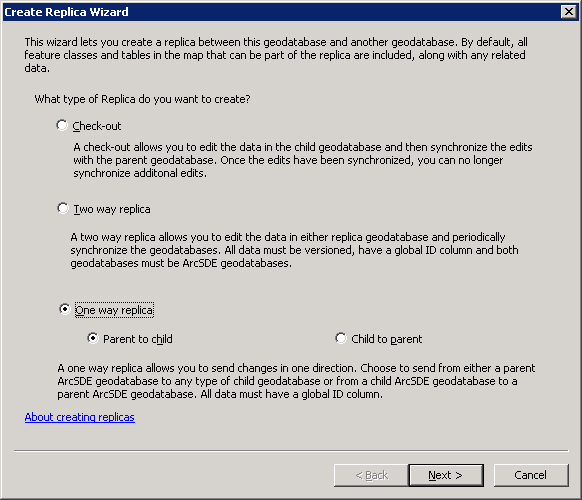 Create Replica Wizard
This wizard lets you create a replica between this geodatabase and another geodatabase. By default, all
feature classes and tables in the map that can be part of the replica are included, along with any related
data.
What type of Replica do you want to create?
Check-out
A check-out allows you to edit the data in the child geodatabase and then synchronize the edits
with the parent geodatabase. Once the edits have been synchronized, you can no longer
synchronize additonal edits.
Two way replica
A two way replica allows you to edit the data in either replica geodatabase and periodically
synchronize the geodatabases. All data must be versioned, have a global ID column and both
geodatabases must be ArcSDE geodatabases.
One way replica
Parent to child
Child to parent
A one way replica allows you to send changes in one direction. Choose to send from either a parent
ArcSDE geodatabase to any type of child geodatabase or from a child ArcSDE geodatabase to a
parent ArcSDE geodatabase. All data must have a global ID column.
About creating replicas
< Back
Next >
Cancel